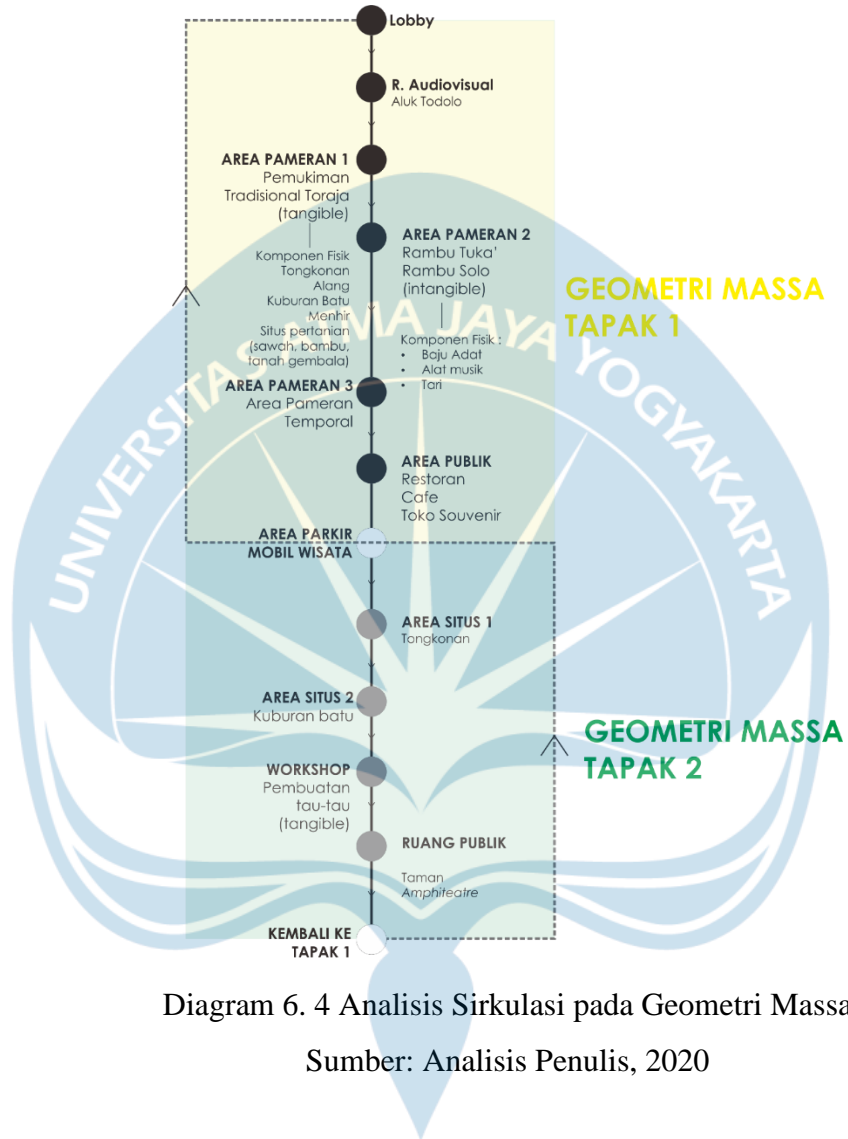 Lobby
R. Audiovisual
Aluk Todolo
AREA PAMERAN 1
Pemukiman
Tradisional Toraja
(tangible)
Komponen Fisik
Tongkonan
Alang
Kuburan Batu
Menhir
Situs pertanian
(sawah, bambu,
tanah gembala)
AREA PAMERAN 2
Rambu Tuka'
Rambu Solo
(intangible)
Komponen Fisik :
• Baju Adat
• Alat musik
• Tari
GEOMETRI MASSA
TAPAK 1
AREA PAMERAN 3
Area Pameran
Temporal
AREA PUBLIK
Restoran
Cafe
Toko Souvenir
AREA PARKIR
MOBIL WISATA
AREA SITUS 1
Tongkonan
AREA SITUS 2
Kuburan batu
GEOMETRI MASSA
TAPAK 2
WORKSHOP
Pembuatan
tau-tau
(tangible)
RUANG PUBLIK
Taman
Amphiteatre
KEMBALI KE
TAPAK 1
UNIVERSITAS ATMA JAYA YOGYAKARTA
Diagram 6. 4 Analisis Sirkulasi pada Geometri Massa
Sumber: Analisis Penulis, 2020